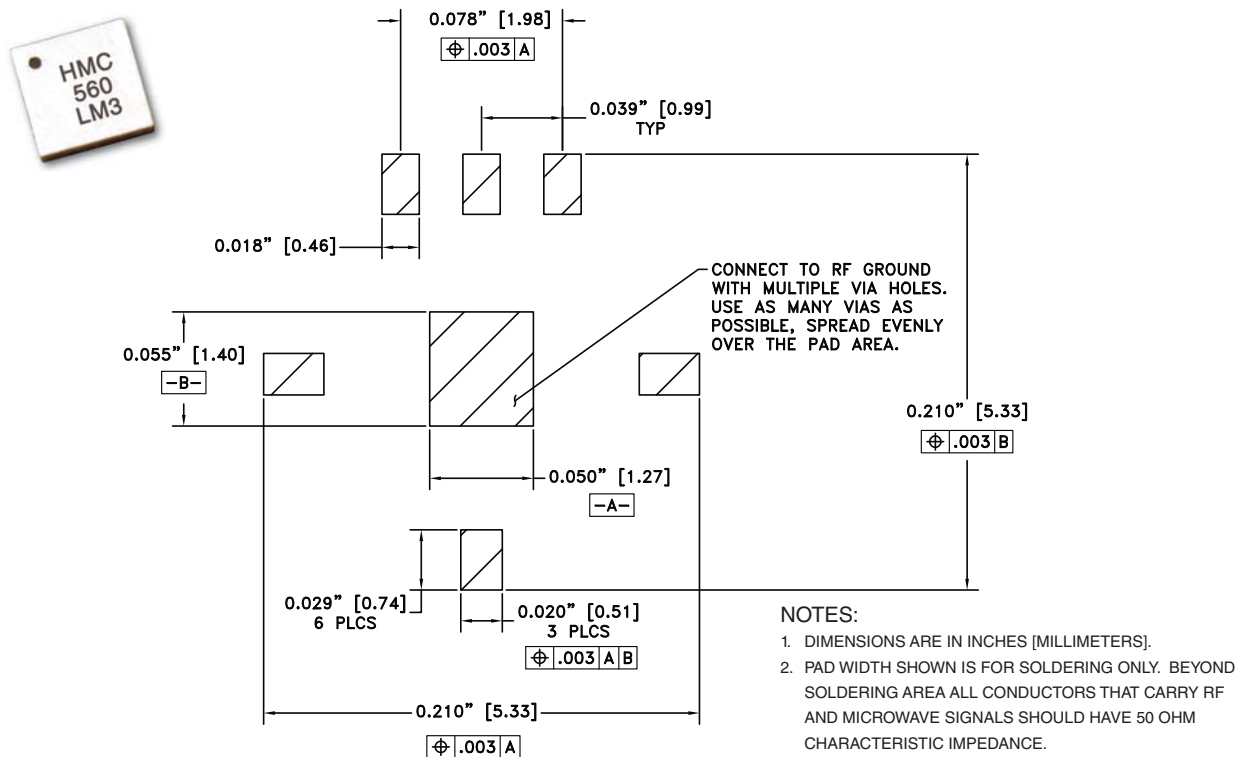 HMC
560
LM3
0.078” [1.98]
⌖ .003 A
0.039” [0.99]
TYP
0.018” [0.46]
CONNECT TO RF GROUND
WITH MULTIPLE VIA HOLES.
USE AS MANY VIAS AS
POSSIBLE, SPREAD EVENLY
OVER THE PAD AREA.
0.055” [1.40]
-B-
0.210” [5.33]
⌖ .003 B
0.050” [1.27]
-A-
0.029” [0.74]
6 PLCS
0.020” [0.51]
3 PLCS
⌖ .003 A B
0.210” [5.33]
⌖ .003 A
NOTES:
1. DIMENSIONS ARE IN INCHES [MILLIMETERS].
2. PAD WIDTH SHOWN IS FOR SOLDERING ONLY. BEYOND
SOLDERING AREA ALL CONDUCTORS THAT CARRY RF
AND MICROWAVE SIGNALS SHOULD HAVE 50 OHM
CHARACTERISTIC IMPEDANCE.